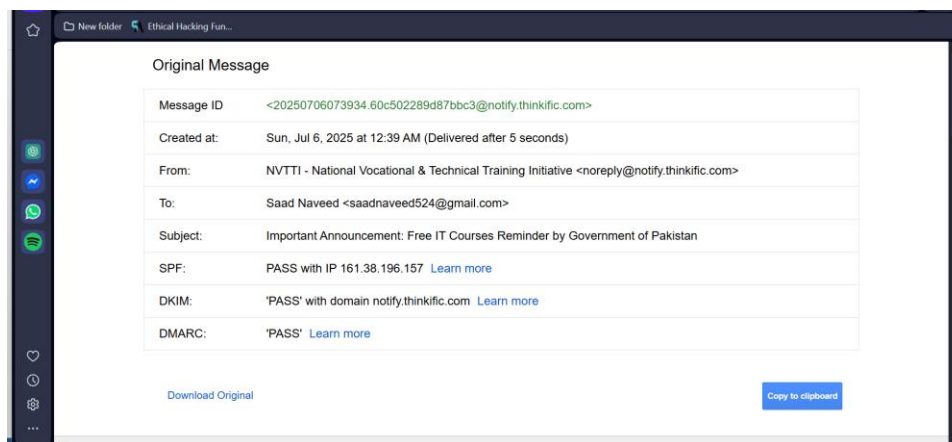 New folder Ethical Hacking Fun...
Original Message
Message ID <20250706073934.60c502289d87bbc3@notify.thinkific.com>
Created at: Sun, Jul 6, 2025 at 12:39 AM (Delivered after 5 seconds)
From: NVTTI - National Vocational & Technical Training Initiative <noreply@notify.thinkific.com>
To: Saad Naveed <saadnaveed524@gmail.com>
Subject: Important Announcement: Free IT Courses Reminder by Government of Pakistan
SPF: PASS with IP 161.38.196.157 Learn more
DKIM: 'PASS' with domain notify.thinkific.com Learn more
DMARC: 'PASS' Learn more
Download Original Copy to clipboard